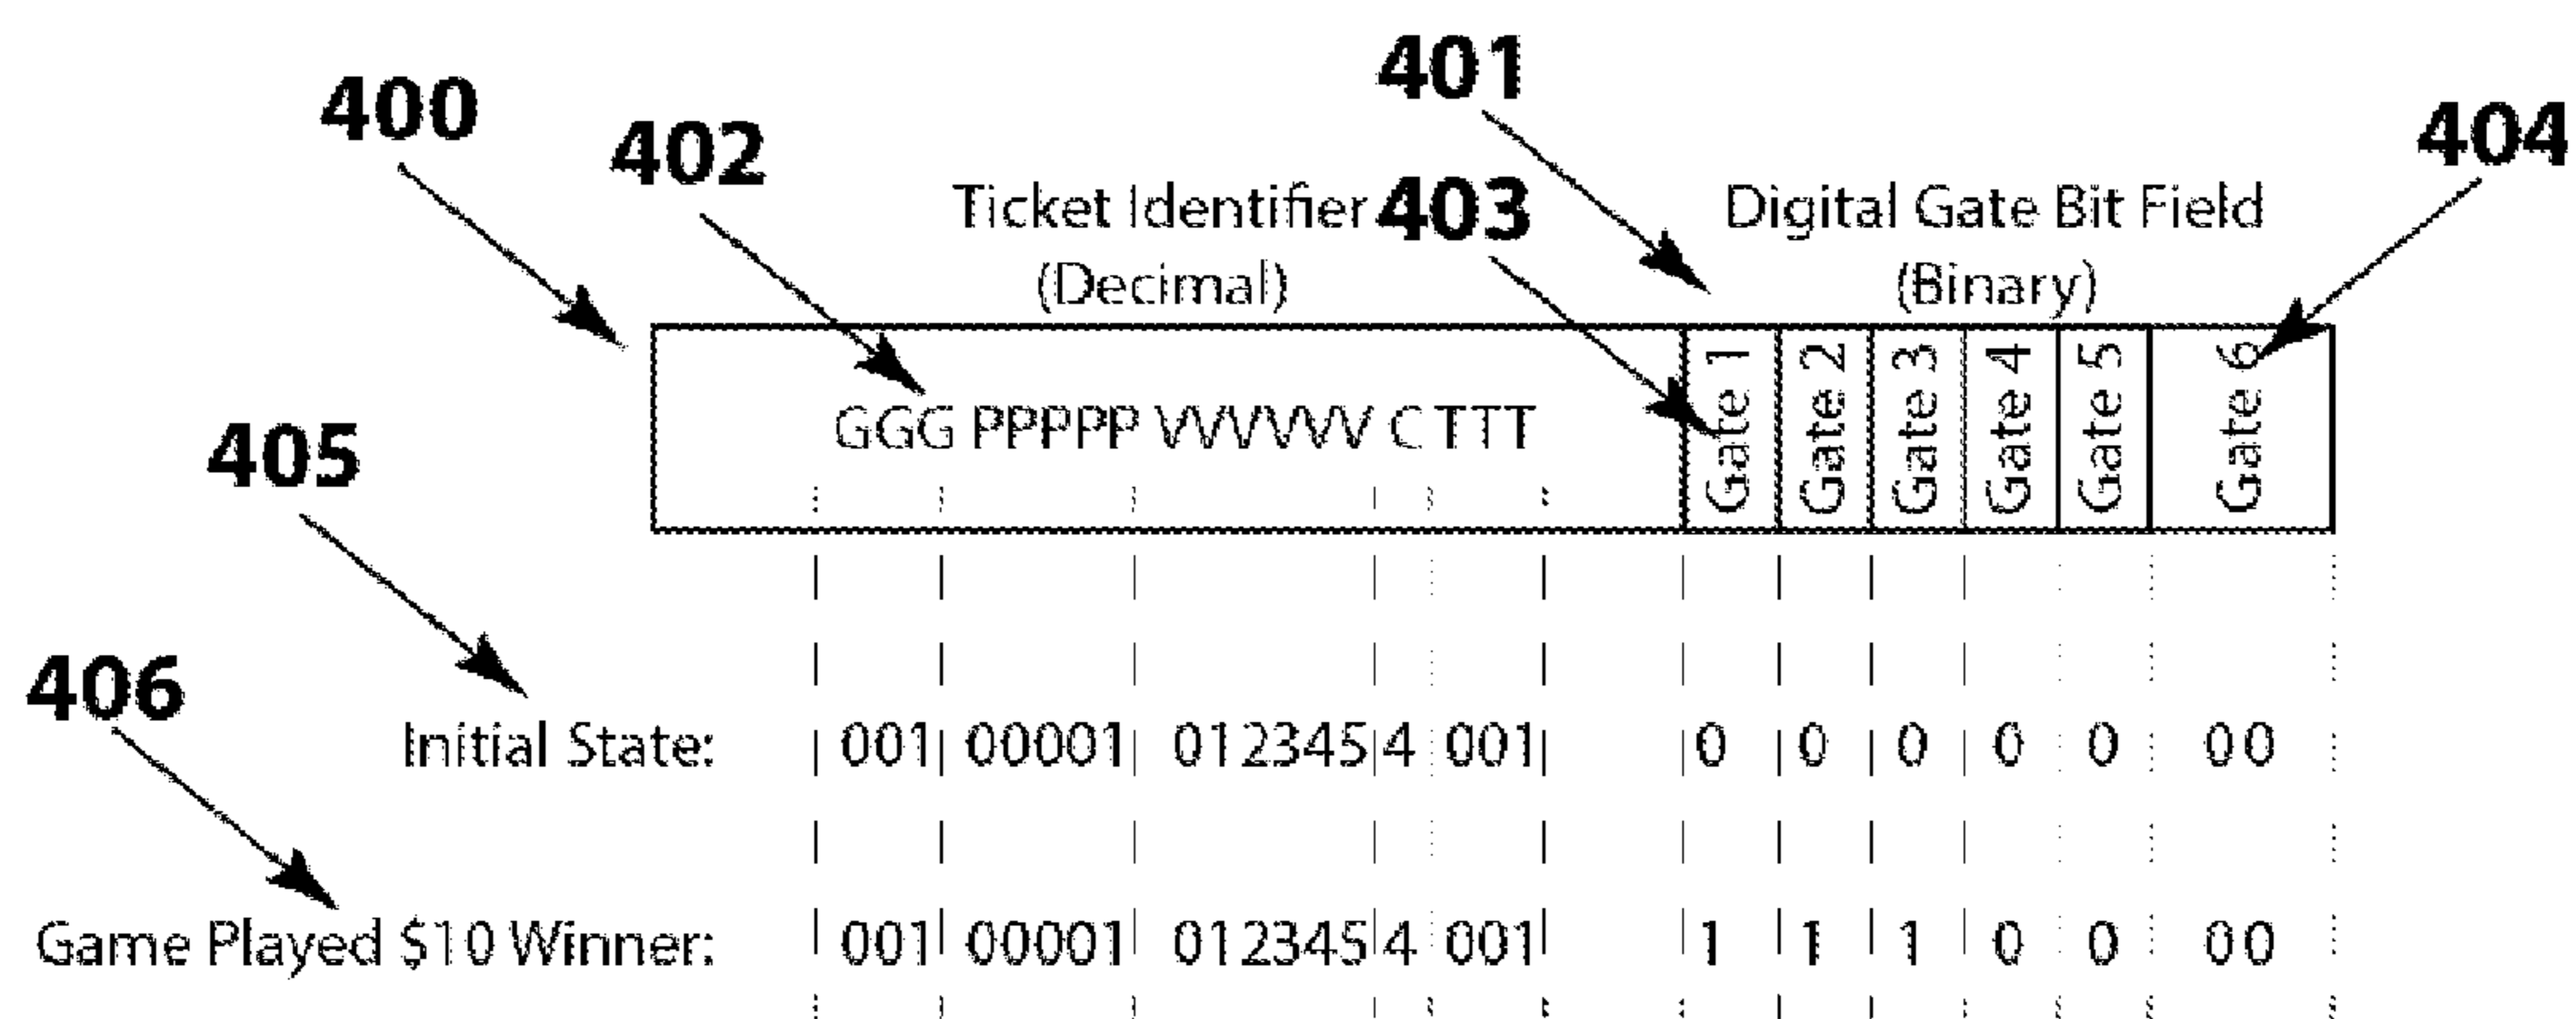 401
400
404
402
Ticket Identifier
403
Digital Gate Bit Field
(Decimal)
(Binary)
GGG PPPPP VVVVVV C TTT
Gate 1
Gate 2
Gate 3
Gate 4
Gate 5
Gate 6
405
406
Initial State: 001 00001 012345 4 001 0 0 0 0 0 00
Game Played $10 Winner: 001 00001 012345 4 001 1 1 1 0 0 00